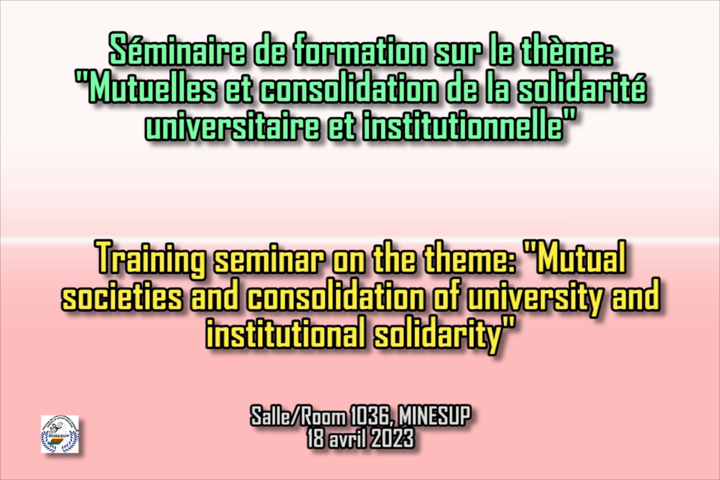 Séminaire de formation sur le thème:
"Mutuelles et consolidation de la solidarité
universitaire et institutionnelle"
Training seminar on the theme: "Mutual
societies and consolidation of university and
institutional solidarity"
Salle/Room 1036, MINESUP
18 avril 2023
MINESUP